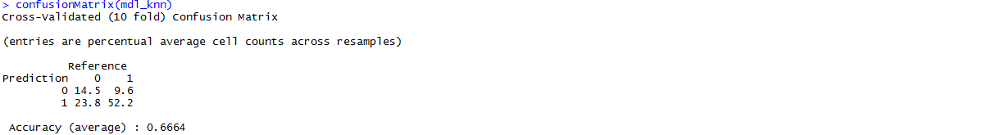 > confusionMatrix(mdl_knn)
Cross-Validated (10 fold) Confusion Matrix
(entries are percentual average cell counts across resamples)
Reference
Prediction 0 1
0 14.5 9.6
1 23.8 52.2
Accuracy (average) : 0.6664